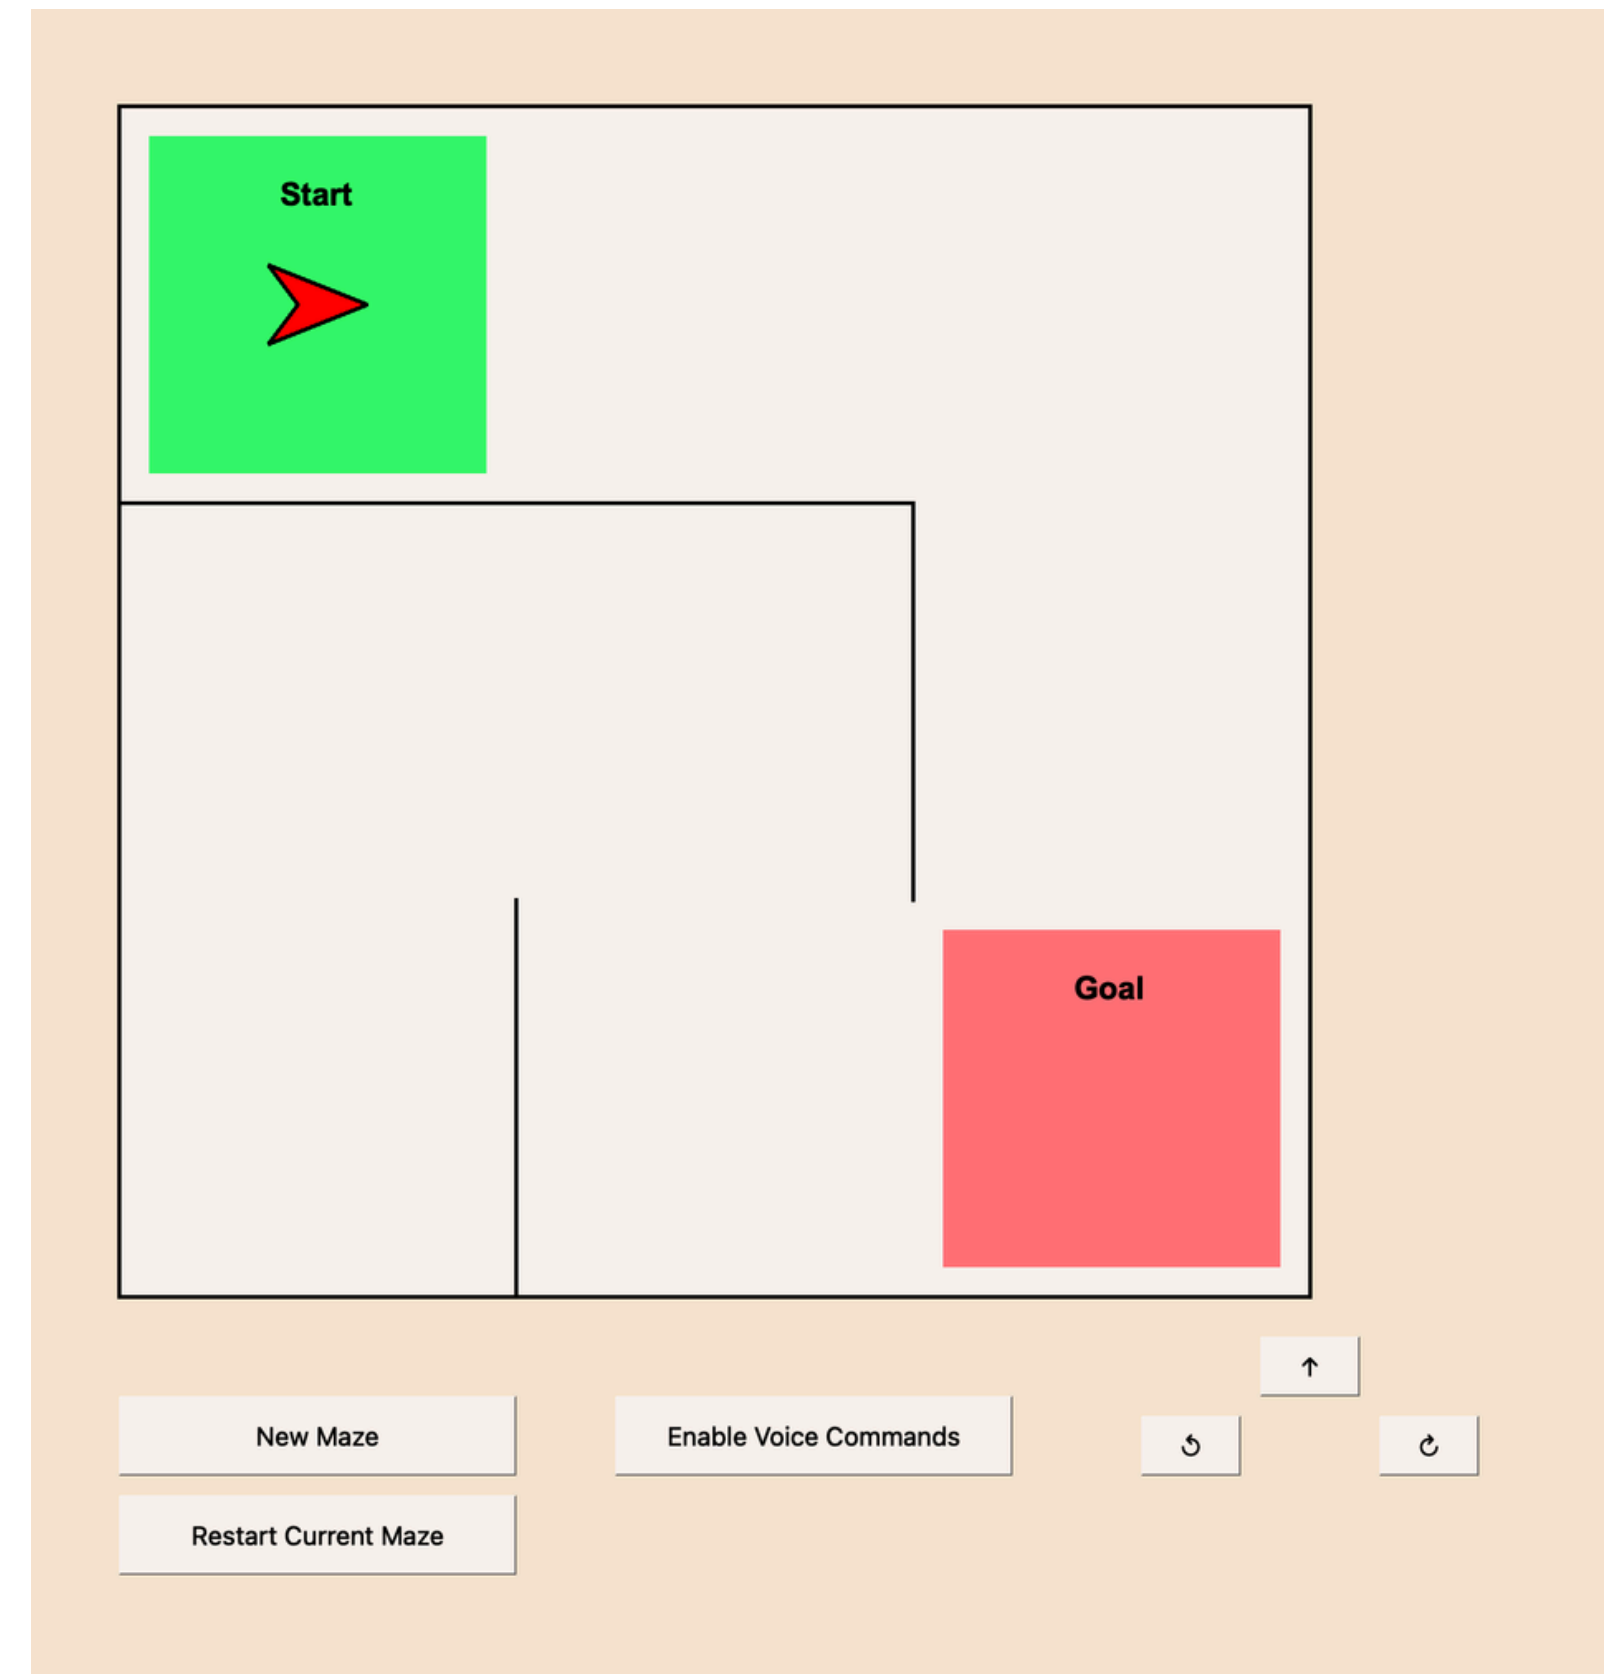 Start
Goal
↑
New Maze
Enable Voice Commands
↺
↻
Restart Current Maze